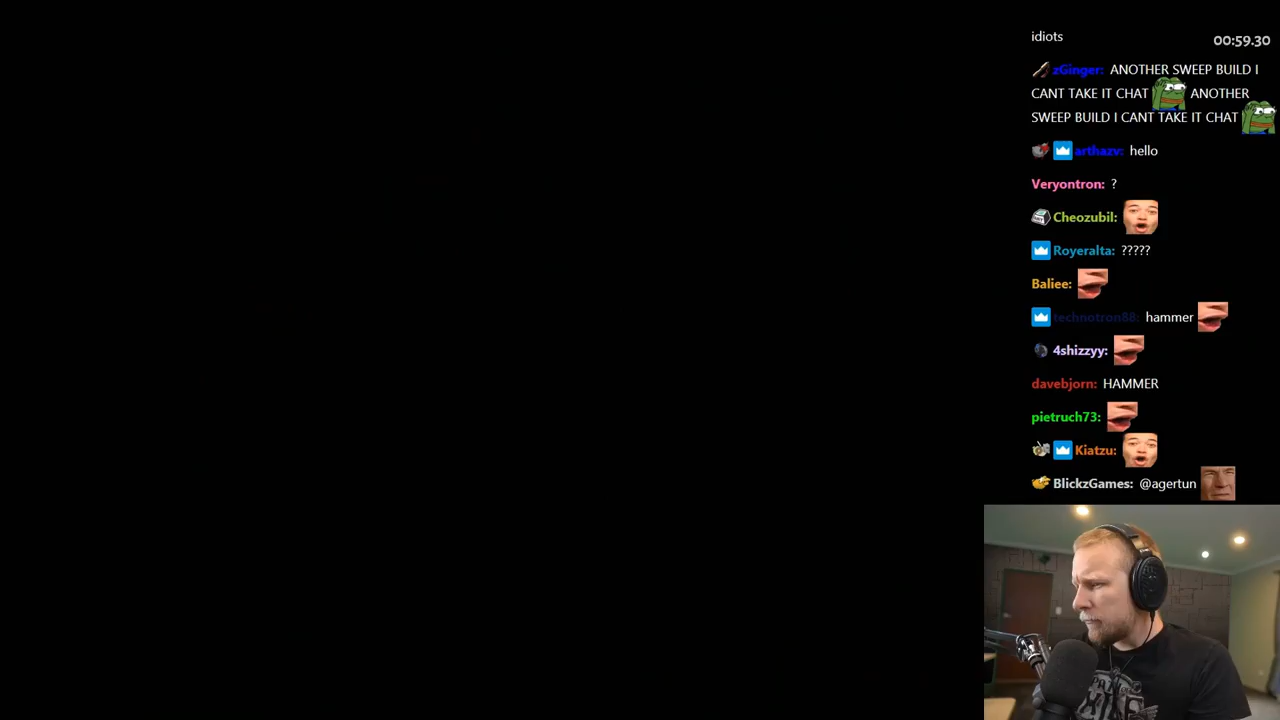 idiots
00:59.30
zGinger: ANOTHER SWEEP BUILD I
CANT TAKE IT CHAT ANOTHER
SWEEP BUILD I CANT TAKE IT CHAT
arthazv: hello
Veryontron: ?
Cheozubil:
Royeralta: ?????
Baliee:
technotron88: hammer
4shizzyy:
davebjorn: HAMMER
pietruch73:
Kiatzu:
BlickzGames: @agertun